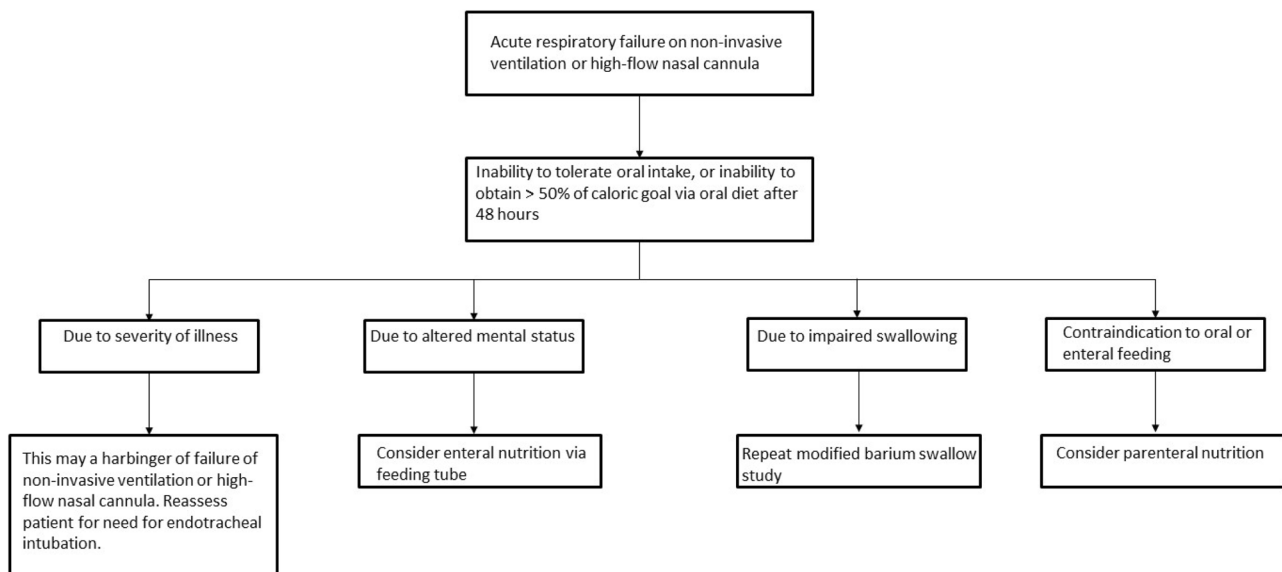 Acute respiratory failure on non-invasive
ventilation or high-flow nasal cannula
Inability to tolerate oral intake, or inability to
obtain > 50% of caloric goal via oral diet after
48 hours
Due to severity of illness
Due to altered mental status
Due to impaired swallowing
Contraindication to oral or
enteral feeding
This may a harbinger of failure of
non-invasive ventilation or high-
flow nasal cannula. Reassess
patient for need for endotracheal
intubation.
Consider enteral nutrition via
feeding tube
Repeat modified barium swallow
study
Consider parenteral nutrition